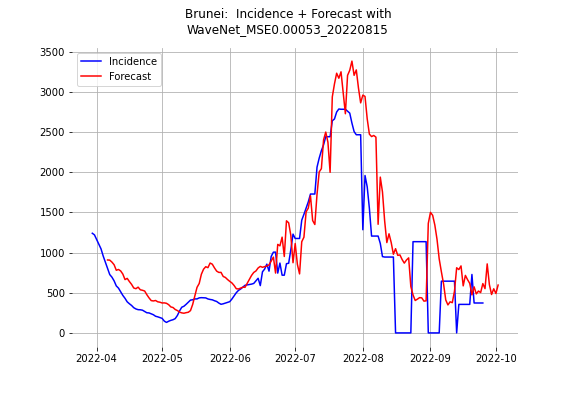 Brunei:  Incidence + Forecast with
WaveNet_MSE0.00053_20220815
Incidence
Forecast
3500
3000
2500
2000
1500
1000
500
0
2022-04 2022-05 2022-06 2022-07 2022-08 2022-09 2022-10